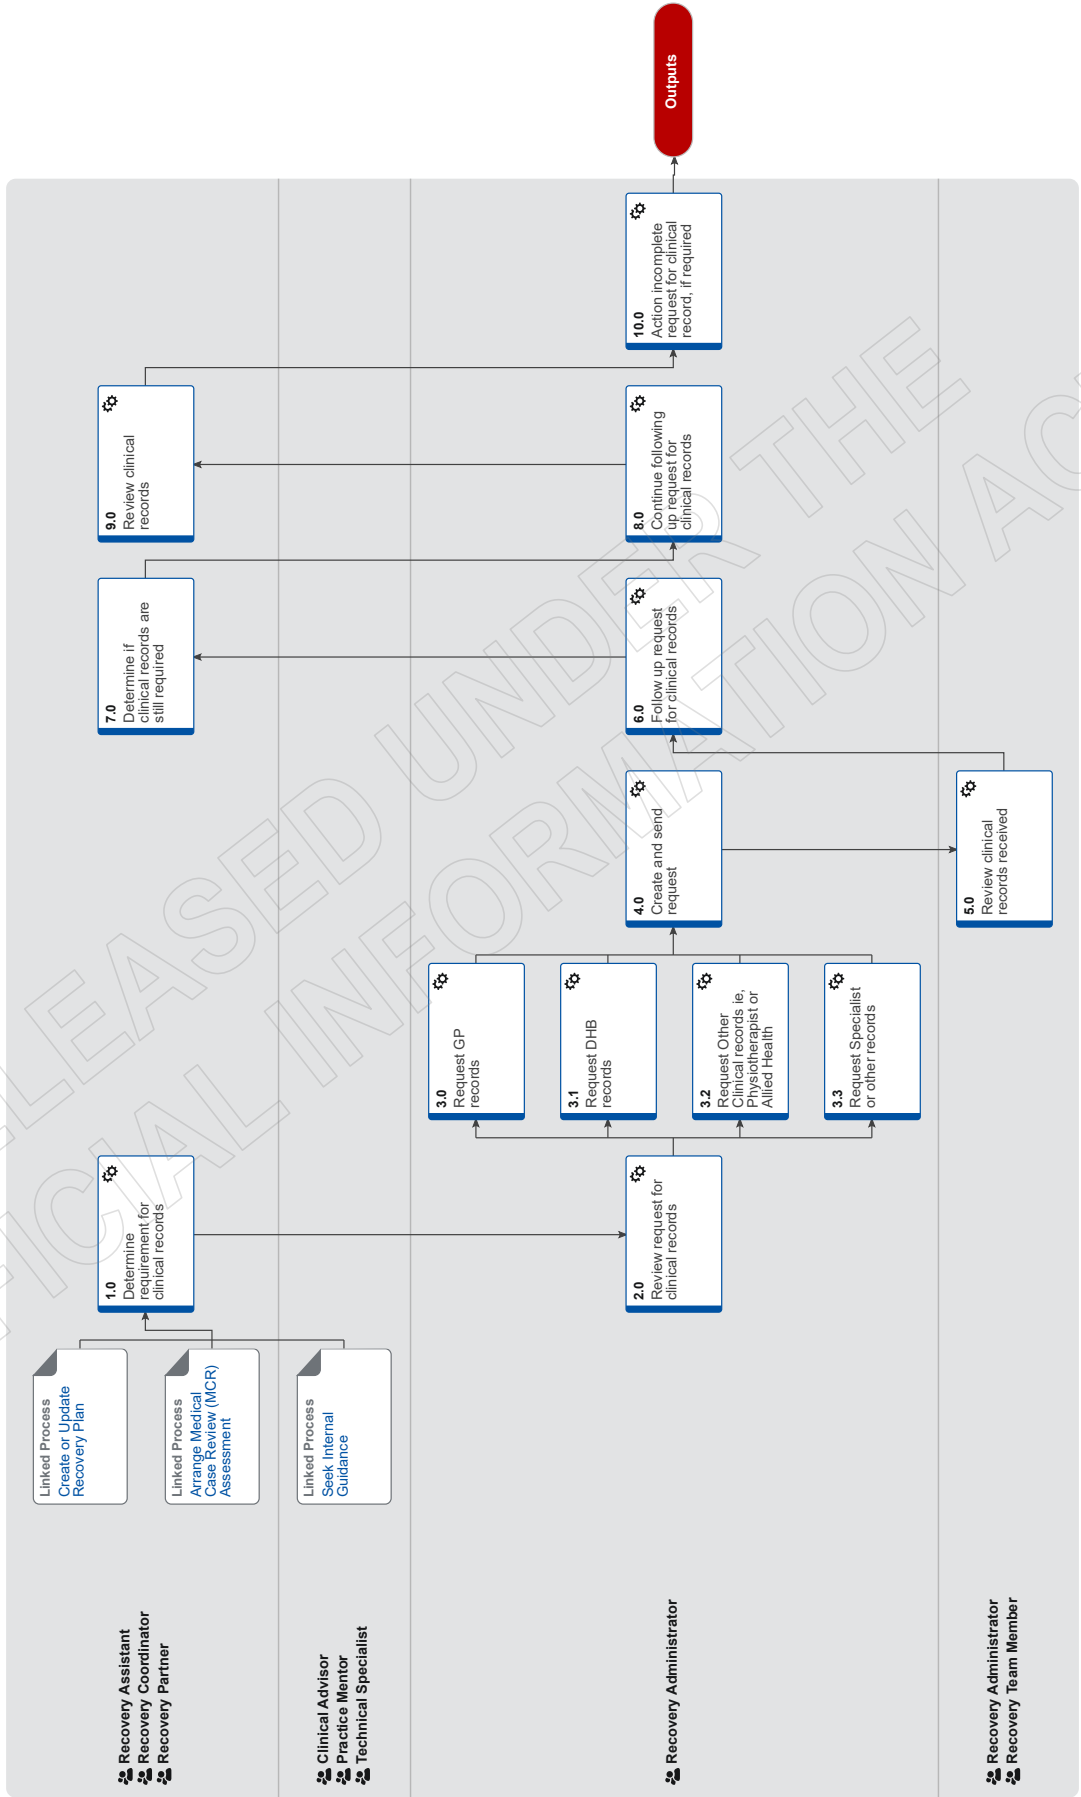 Recovery Assistant
Recovery Coordinator
Recovery Partner
Linked Process
Create or Update
Recovery Plan
Linked Process
Arrange Medical
Case Review (MCR)
Assessment
1.0
Determine
requirement for
clinical records
7.0
Determine if
clinical records are
still required
9.0
Review clinical
records
Clinical Advisor
Practice Mentor
Technical Specialist
Linked Process
Seek Internal
Guidance
Recovery Administrator
2.0
Review request for
clinical records
3.0
Request GP
records
3.1
Request DHB
records
3.2
Request Other
Clinical records ie,
Physiotherapist or
Allied Health
3.3
Request Specialist
or other records
4.0
Create and send
request
6.0
Follow up request
for clinical records
8.0
Continue following
up request for
clinical records
10.0
Action incomplete
request for clinical
record, if required
Outputs
Recovery Administrator
Recovery Team Member
5.0
Review clinical
records received
UNDER THE
INFORMATION